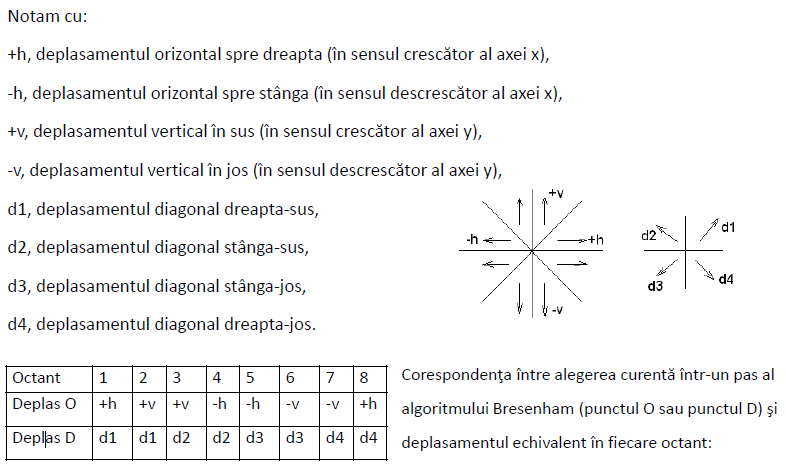 Notam cu:
+h, deplasamentul orizontal spre dreapta (în sensul crescător al axei x),
-h, deplasamentul orizontal spre stânga (în sensul descrescător al axei x),
+v, deplasamentul vertical în sus (în sensul crescător al axei y),
-v, deplasamentul vertical în jos (în sensul descrescător al axei y),
d1, deplasamentul diagonal dreapta-sus,
d2, deplasamentul diagonal stânga-sus,
d3, deplasamentul diagonal stânga-jos,
d4, deplasamentul diagonal dreapta-jos.
+v
-h +h
-v
d2 d1
d3 d4
Octant 1 2 3 4 5 6 7 8
Deplas O +h +v +v -h -h -v -v +h
Deplas D d1 d1 d2 d2 d3 d3 d4 d4
Corespondenţa între alegerea curentă într-un pas al
algoritmului Bresenham (punctul O sau punctul D) şi
deplasamentul echivalent în fiecare octant: